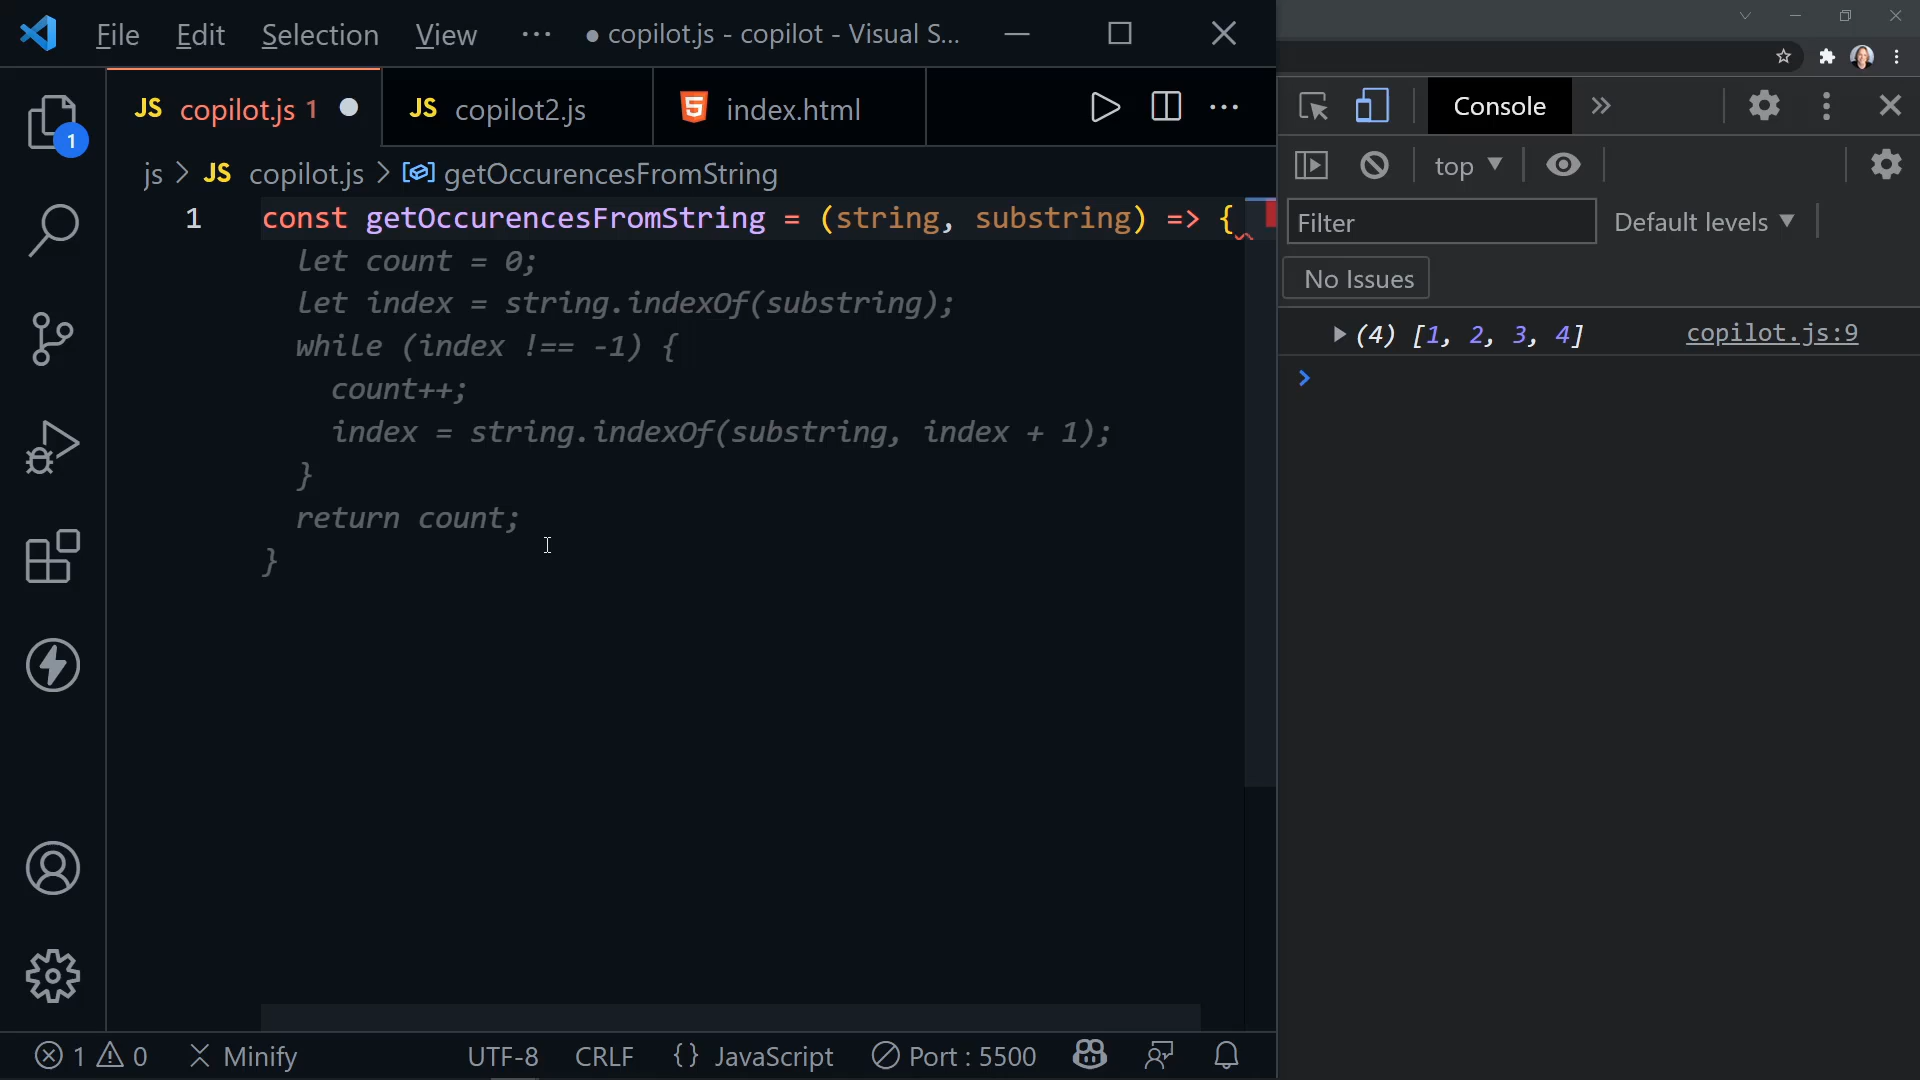 File Edit Selection View ··· ● copilot.js - copilot - Visual S...
JS copilot.js 1 ● JS copilot2.js 5 index.html ···
js > JS copilot.js > getOccurencesFromString
1 const getOccurencesFromString = (string, substring) => {
let count = 0;
let index = string.indexOf(substring);
while (index !== -1) {
count++;
index = string.indexOf(substring, index + 1);
}
return count;
}
1
1 0 Minify UTF-8 CRLF {} JavaScript Port : 5500
Console »
top ▼
Filter Default levels ▼
No Issues
▶ (4) [1, 2, 3, 4] copilot.js:9
>